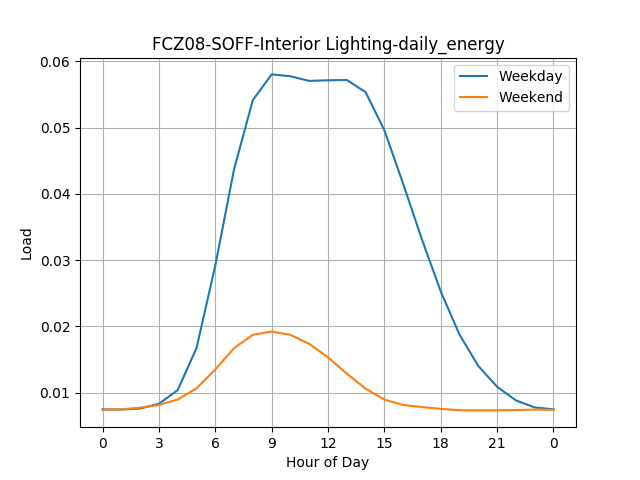 FCZ08-SOFF-Interior Lighting-daily_energy
Weekday
Weekend
0.06
0.05
0.04
0.03
0.02
0.01
Load
0 3 6 9 12 15 18 21 0
Hour of Day